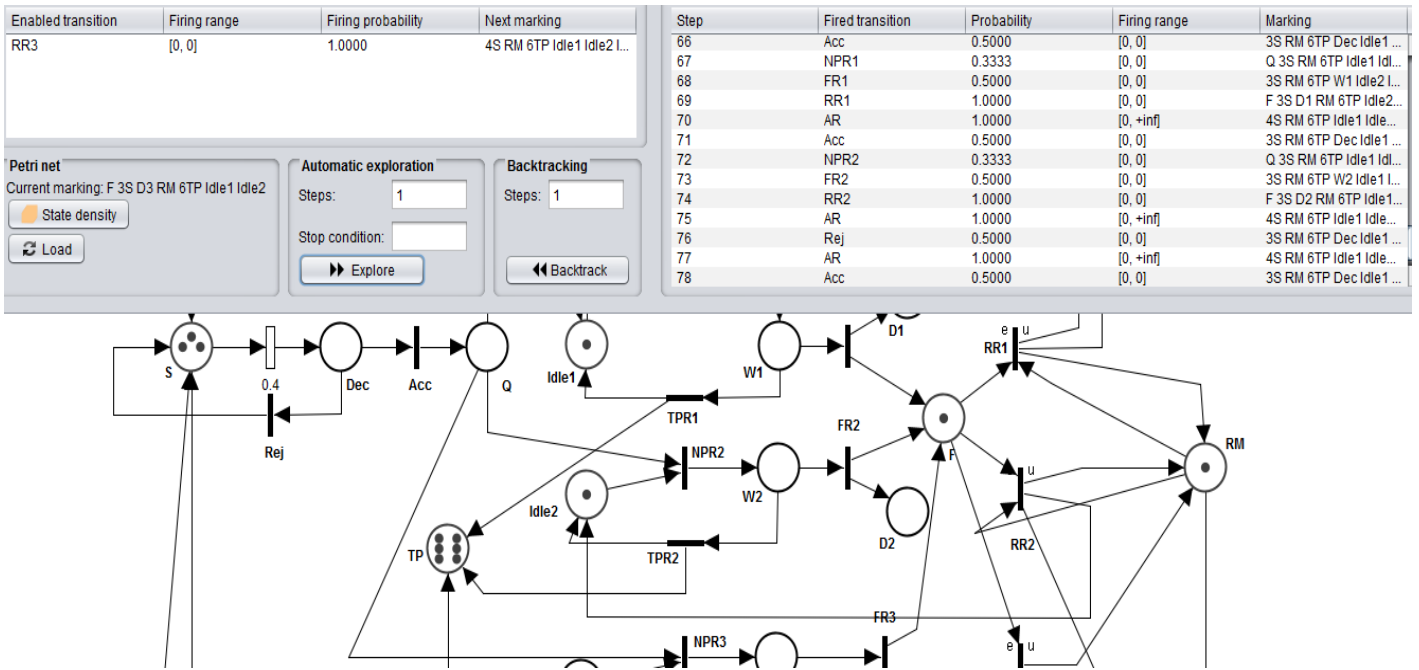 Enabled transition Firing range Firing probability Next marking
RR3 [0, 0] 1.0000 4S RM 6TP Idle1 Idle2 I...
Petri net
Current marking: F 3S D3 RM 6TP Idle1 Idle2
State density
Load
Automatic exploration
Steps: 1
Stop condition:
Explore
Backtracking
Steps: 1
Backtrack
Step Fired transition Probability Firing range Marking
66 Acc 0.5000 [0, 0] 3S RM 6TP Dec Idle1 ...
67 NPR1 0.3333 [0, 0] Q 3S RM 6TP Idle1 Idl...
68 FR1 0.5000 [0, 0] 3S RM 6TP W1 Idle2 I...
69 RR1 1.0000 [0, 0] F 3S D1 RM 6TP Idle2...
70 AR 1.0000 [0, +inf] 4S RM 6TP Idle1 Idle...
71 Acc 0.5000 [0, 0] 3S RM 6TP Dec Idle1 ...
72 NPR2 0.3333 [0, 0] Q 3S RM 6TP Idle1 Idl...
73 FR2 0.5000 [0, 0] 3S RM 6TP W2 Idle1 I...
74 RR2 1.0000 [0, 0] F 3S D2 RM 6TP Idle1...
75 AR 1.0000 [0, +inf] 4S RM 6TP Idle1 Idle...
76 Rej 0.5000 [0, 0] 3S RM 6TP Dec Idle1 ...
77 AR 1.0000 [0, +inf] 4S RM 6TP Idle1 Idle...
78 Acc 0.5000 [0, 0] 3S RM 6TP Dec Idle1 ...
D1
e u
RR1
S
0.4
Dec
Acc
Q
Idle1
W1
TPR1
Rej
FR2
F
RM
NPR2
W2
u
Idle2
D2
RR2
TP
TPR2
FR3
NPR3
e u